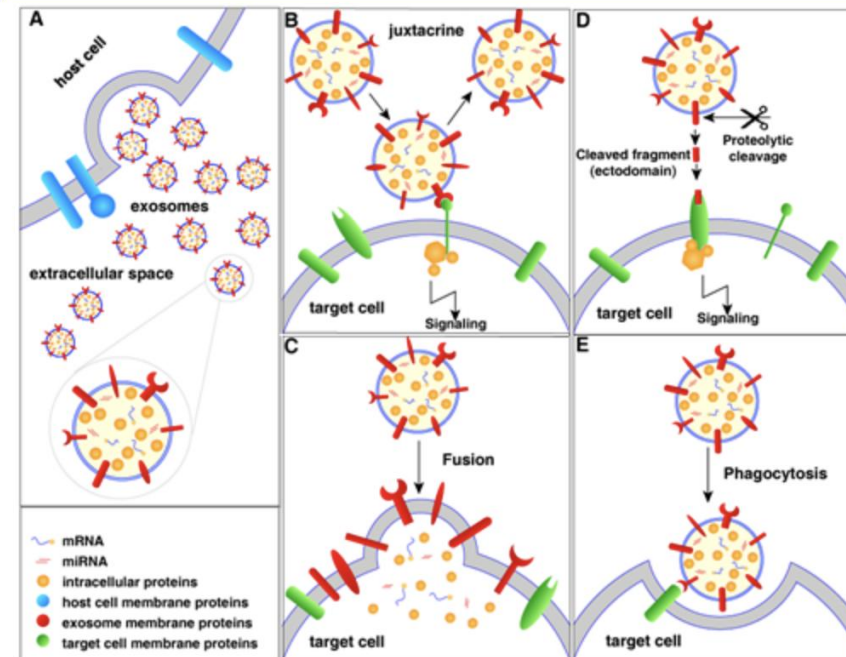 A
host cell
exosomes
extracellular space
mRNA
miRNA
intracellular proteins
host cell membrane proteins
exosome membrane proteins
target cell membrane proteins
B
juxtacrine
target cell
Signaling
C
Fusion
target cell
D
Proteolytic
cleavage
Cleaved fragment
(ectodomain)
target cell
Signaling
E
Phagocytosis
target cell